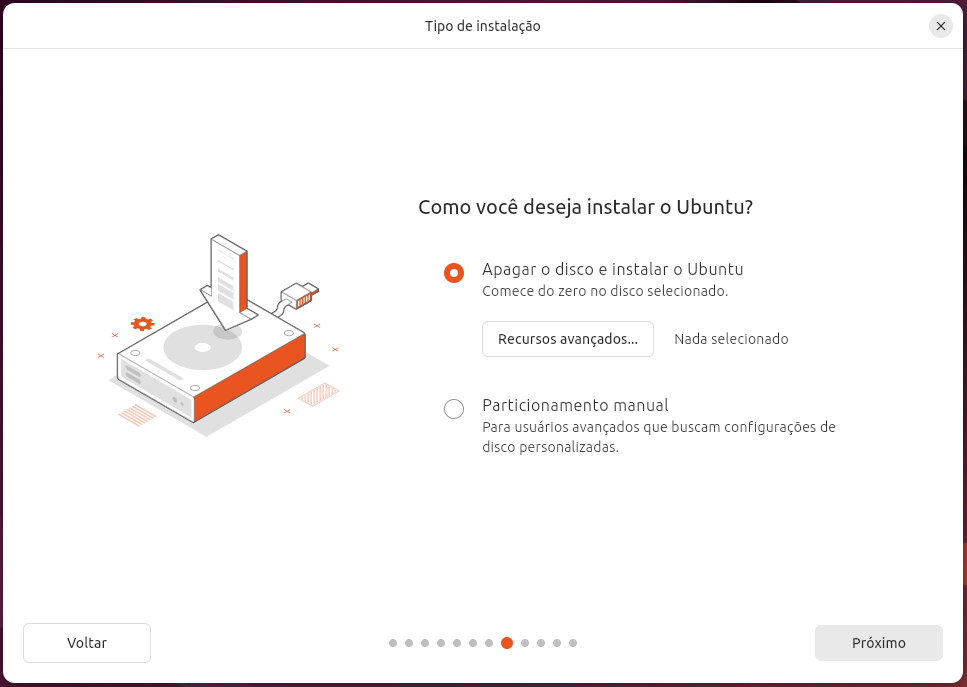 Tipo de instalação
Como você deseja instalar o Ubuntu?
Apagar o disco e instalar o Ubuntu
Comece do zero no disco selecionado.
Recursos avançados...
Nada selecionado
Particionamento manual
Para usuários avançados que buscam configurações de
disco personalizadas.
Voltar
Próximo